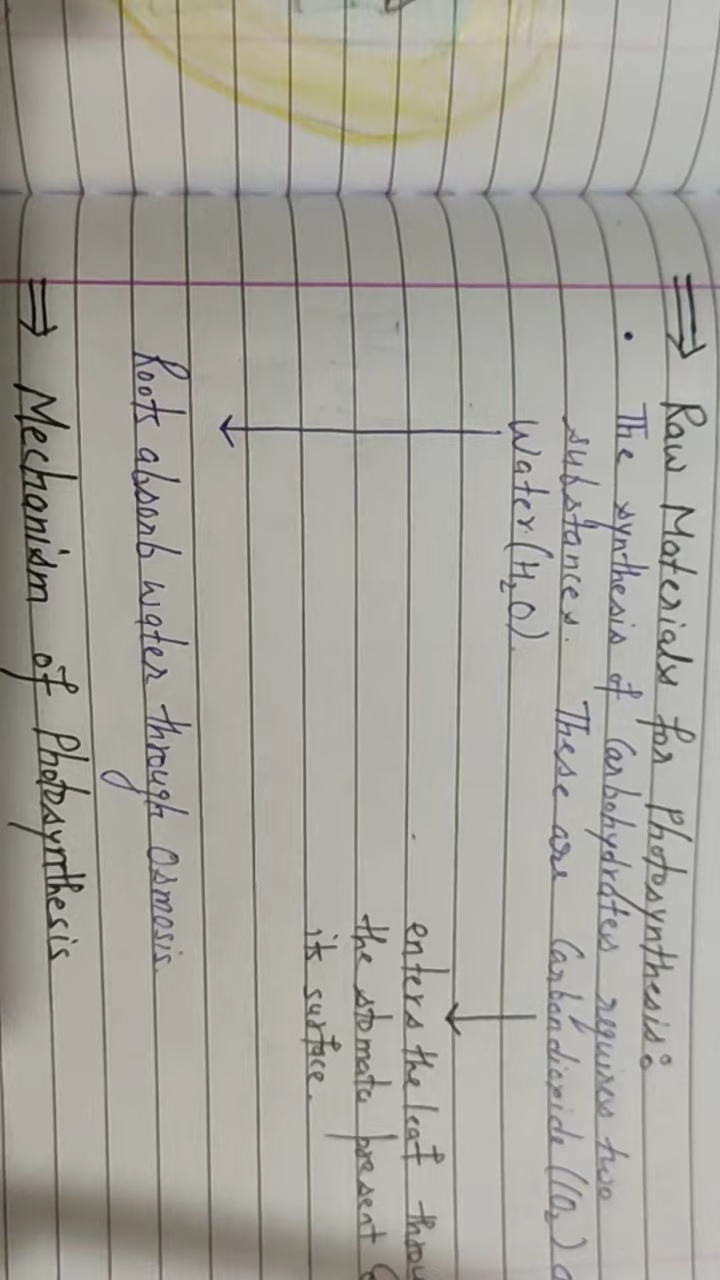 ⇒ Raw Materials for Photosynthesis:
• The synthesis of Carbohydrates requires two
substances. These are Carbondioxide (CO₂)
Water (H₂O).
enters the leaf
the stomata present
its surface.
Roots absorb water through Osmosis.
⇒ Mechanism of Photosynthesis